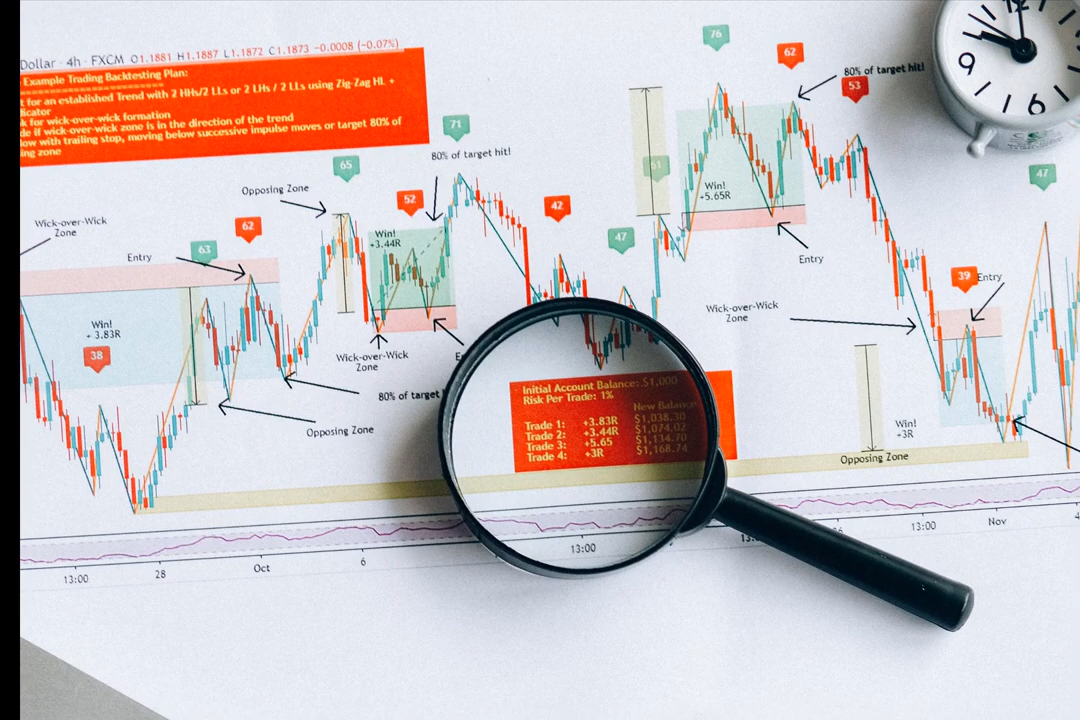 Dollar · 4h · FXCM O1.1881 H1.1887 L1.1872 C1.1873 −0.0008 (−0.07%)
Example Trading Backtesting Plan:
t for an established Trend with 2 HHs/2 LLs or 2 LHs / 2 LLs using Zig-Zag HL +
icator
k for wick-over-wick formation
de if wick-over-wick zone is in the direction of the trend
ow with trailing stop, moving below successive impulse moves or target 80% of
ing zone
76
62
80% of target hit!
53
12
9
6
71
80% of target hit!
65
Opposing Zone
52
61
47
Wick-over-Wick
Zone
62
63
Entry
Win!
+3.44R
42
47
Win!
+5.65R
Entry
39
Entry
Win!
+ 3.83R
38
Wick-over-Wick
Zone
Wick-over-Wick
Zone
80% of target
Opposing Zone
Initial Account Balance: $1,000
Risk Per Trade: 1%
New Balance
Trade 1: +3.83R $1,038.30
Trade 2: +3.44R $1,074.02
Trade 3: +5.65 $1,134.70
Trade 4: +3R $1,168.74
Win!
+3R
Opposing Zone
13:00
28
Oct
6
13:00
13:00
Nov
4